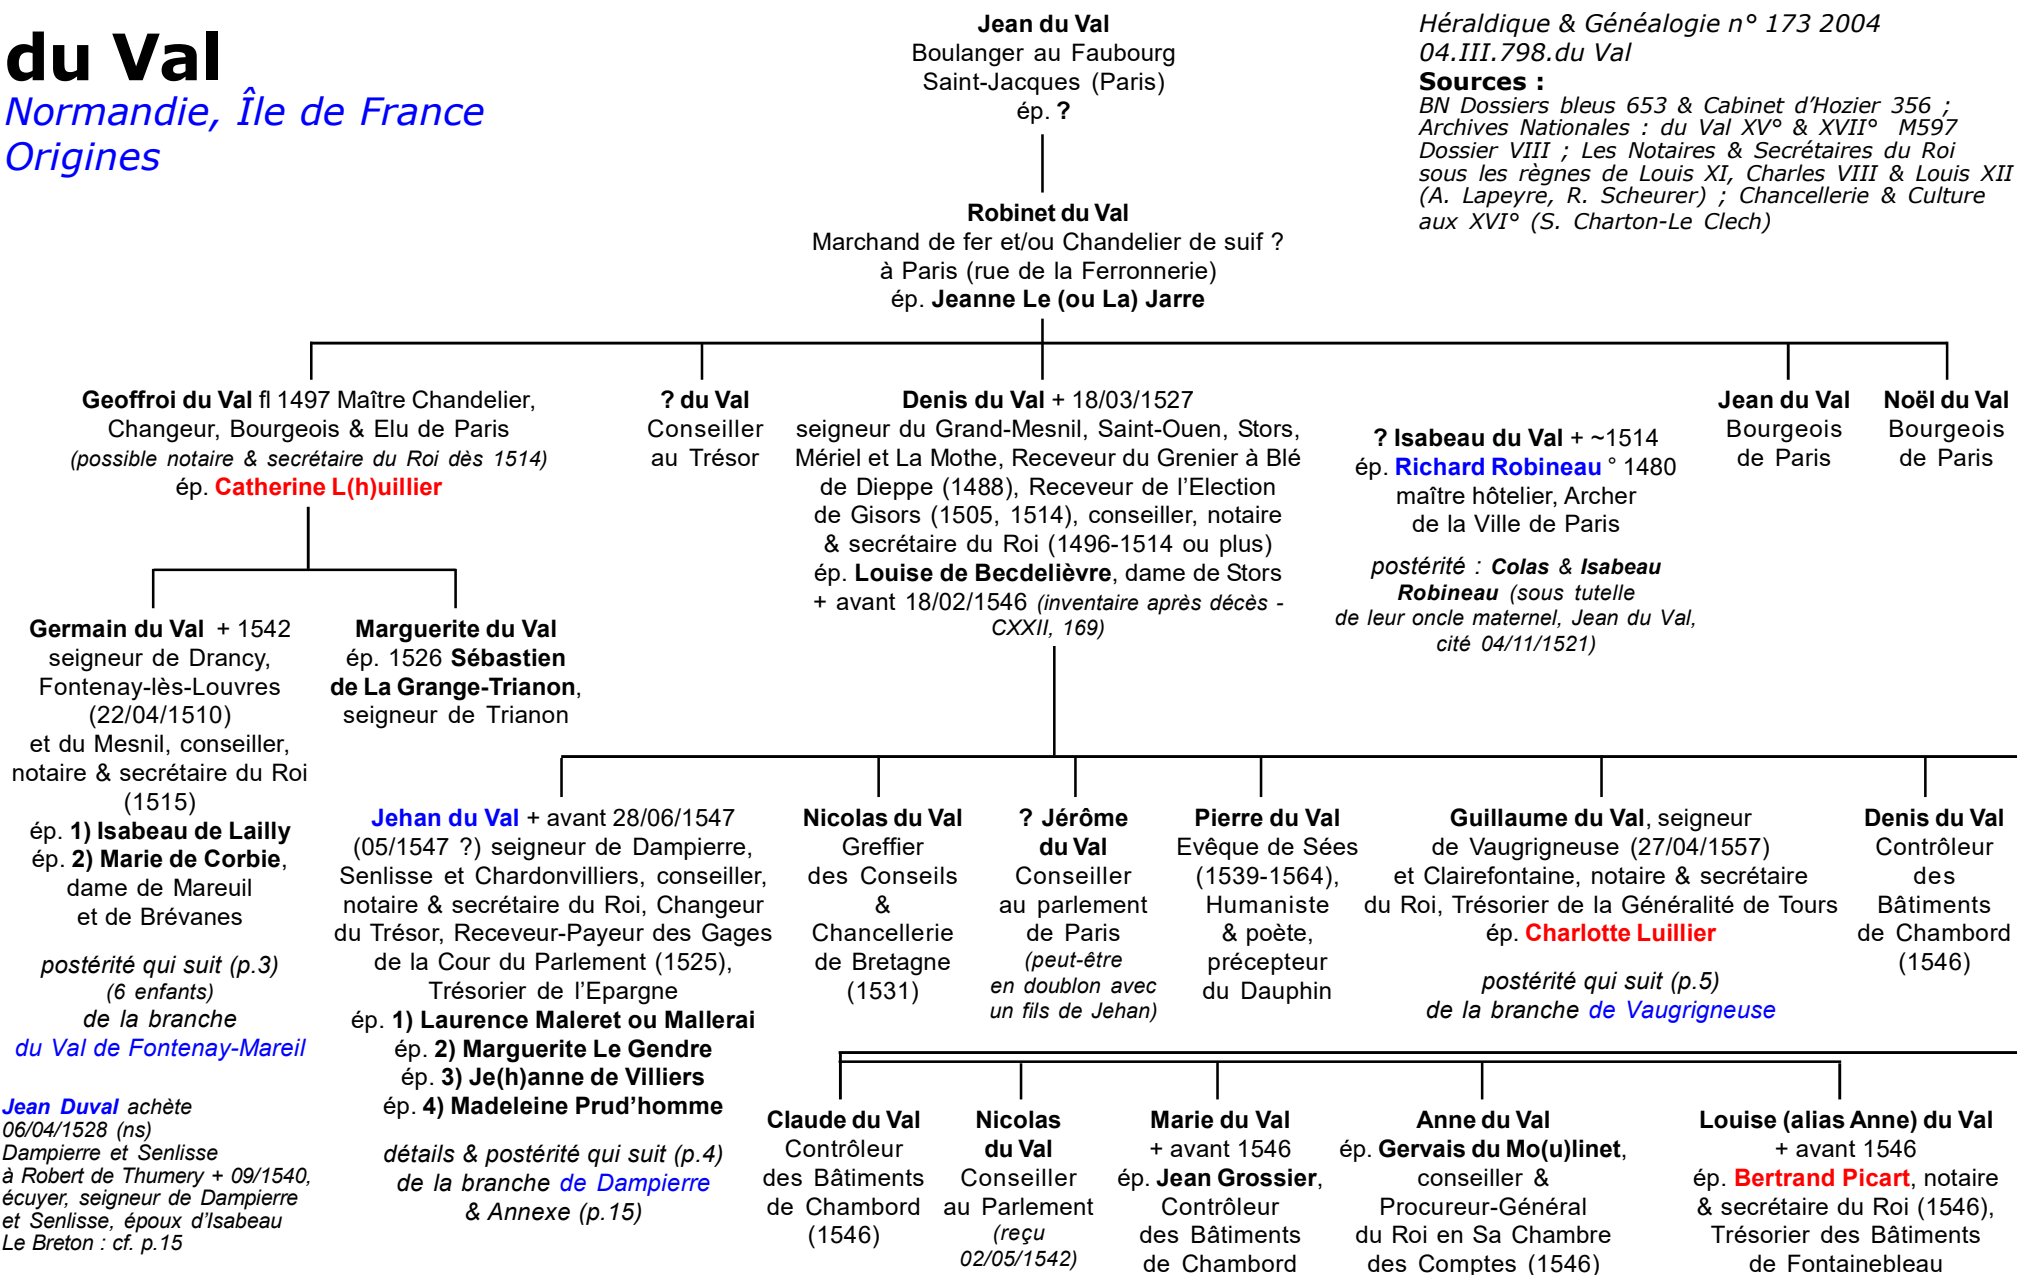 du Val
Normandie, Île de France
Origines
Jean du Val
Boulanger au Faubourg
Saint-Jacques (Paris)
ép. ?
Héraldique & Généalogie n° 173 2004
04.III.798.du Val
Sources :
BN Dossiers bleus 653 & Cabinet d’Hozier 356 ;
Archives Nationales : du Val XV° & XVII° M597
Dossier VIII ; Les Notaires & Secrétaires du Roi
sous les règnes de Louis XI, Charles VIII & Louis XII
(A. Lapeyre, R. Scheurer) ; Chancellerie & Culture
aux XVI° (S. Charton-Le Clech)
Robinet du Val
Marchand de fer et/ou Chandelier de suif ?
à Paris (rue de la Ferronnerie)
ép. Jeanne Le (ou La) Jarre
Geoffroi du Val fl 1497 Maître Chandelier,
Changeur, Bourgeois & Elu de Paris
(possible notaire & secrétaire du Roi dès 1514)
ép. Catherine L(h)uillier
? du Val
Conseiller
au Trésor
Denis du Val + 18/03/1527
seigneur du Grand-Mesnil, Saint-Ouen, Stors,
Mériel et La Mothe, Receveur du Grenier à Blé
de Dieppe (1488), Receveur de l’Election
de Gisors (1505, 1514), conseiller, notaire
& secrétaire du Roi (1496-1514 ou plus)
ép. Louise de Becdelièvre, dame de Stors
+ avant 18/02/1546 (inventaire après décès -
CXXII, 169)
? Isabeau du Val + ~1514
ép. Richard Robineau ° 1480
maître hôtelier, Archer
de la Ville de Paris
postérité : Colas & Isabeau
Robineau (sous tutelle
de leur oncle maternel, Jean du Val,
cité 04/11/1521)
Jean du Val
Bourgeois
de Paris
Noël du Val
Bourgeois
de Paris
Germain du Val + 1542
seigneur de Drancy,
Fontenay-lès-Louvres
(22/04/1510)
et du Mesnil, conseiller,
notaire & secrétaire du Roi
(1515)
ép. 1) Isabeau de Lailly
ép. 2) Marie de Corbie,
dame de Mareuil
et de Brévanes
postérité qui suit (p.3)
(6 enfants)
de la branche
du Val de Fontenay-Mareil
Marguerite du Val
ép. 1526 Sébastien
de La Grange-Trianon,
seigneur de Trianon
Jehan du Val + avant 28/06/1547
(05/1547 ?) seigneur de Dampierre,
Senlisse et Chardonvilliers, conseiller,
notaire & secrétaire du Roi, Changeur
du Trésor, Receveur-Payeur des Gages
de la Cour du Parlement (1525),
Trésorier de l’Epargne
ép. 1) Laurence Maleret ou Mallerai
ép. 2) Marguerite Le Gendre
ép. 3) Je(h)anne de Villiers
ép. 4) Madeleine Prud’homme
détails & postérité qui suit (p.4)
de la branche de Dampierre
& Annexe (p.15)
Nicolas du Val
Greffier
des Conseils
&
Chancellerie
de Bretagne
(1531)
? Jérôme
du Val
Conseiller
au parlement
de Paris
(peut-être
en doublon avec
un fils de Jehan)
Pierre du Val
Evêque de Sées
(1539-1564),
Humaniste
& poète,
précepteur
du Dauphin
Guillaume du Val, seigneur
de Vaugrigneuse (27/04/1557)
et Clairefontaine, notaire & secrétaire
du Roi, Trésorier de la Généralité de Tours
ép. Charlotte Luillier
postérité qui suit (p.5)
de la branche de Vaugrigneuse
Denis du Val
Contrôleur
des
Bâtiments
de Chambord
(1546)
Jean Duval achète
06/04/1528 (ns)
Dampierre et Senlisse
à Robert de Thumery + 09/1540,
écuyer, seigneur de Dampierre
et Senlisse, époux d’Isabeau
Le Breton : cf. p.15
Claude du Val
Contrôleur
des Bâtiments
de Chambord
(1546)
Nicolas
du Val
Conseiller
au Parlement
(reçu
02/05/1542)
Marie du Val
+ avant 1546
ép. Jean Grossier,
Contrôleur
des Bâtiments
de Chambord
Anne du Val
ép. Gervais du Mo(u)linet,
conseiller &
Procureur-Général
du Roi en Sa Chambre
des Comptes (1546)
Louise (alias Anne) du Val
+ avant 1546
ép. Bertrand Picart, notaire
& secrétaire du Roi (1546),
Trésorier des Bâtiments
de Fontainebleau